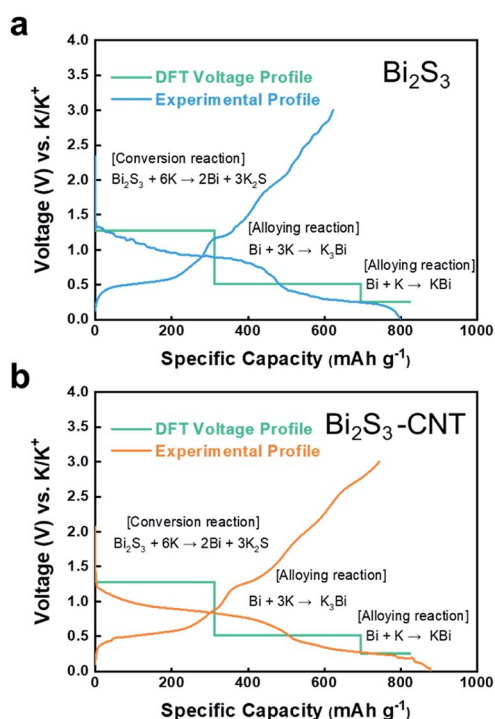 a
4.0
3.5
3.0
2.5
2.0
1.5
1.0
0.5
0.0
Voltage (V) vs. K/K⁺
Bi₂S₃
DFT Voltage Profile
Experimental Profile
[Conversion reaction]
Bi₂S₃ + 6K → 2Bi + 3K₂S
[Alloying reaction]
Bi + 3K → K₃Bi
[Alloying reaction]
Bi + K → KBi
0 200 400 600 800 1000
Specific Capacity (mAh g⁻¹)
b
4.0
3.5
3.0
2.5
2.0
1.5
1.0
0.5
0.0
Voltage (V) vs. K/K⁺
Bi₂S₃-CNT
DFT Voltage Profile
Experimental Profile
[Conversion reaction]
Bi₂S₃ + 6K → 2Bi + 3K₂S
[Alloying reaction]
Bi + 3K → K₃Bi
[Alloying reaction]
Bi + K → KBi
0 200 400 600 800 1000
Specific Capacity (mAh g⁻¹)